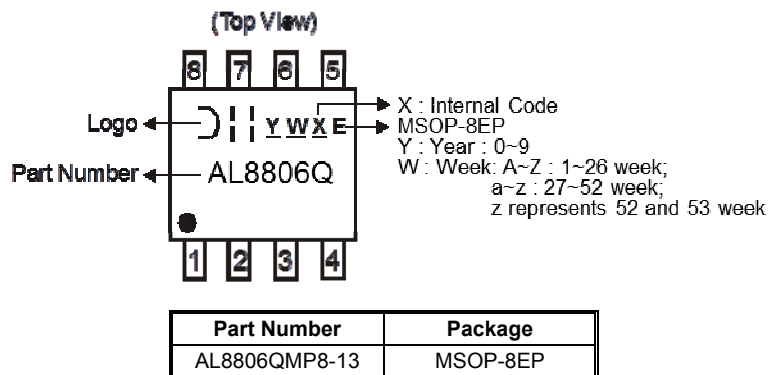 (Top View)
8 7 6 5
Logo
Y W X E
X : Internal Code
MSOP-8EP
Y : Year : 0~9
W : Week: A~Z : 1~26 week;
a~z : 27~52 week;
z represents 52 and 53 week
Part Number
AL8806Q
1 2 3 4
Part Number Package
AL8806QMP8-13 MSOP-8EP